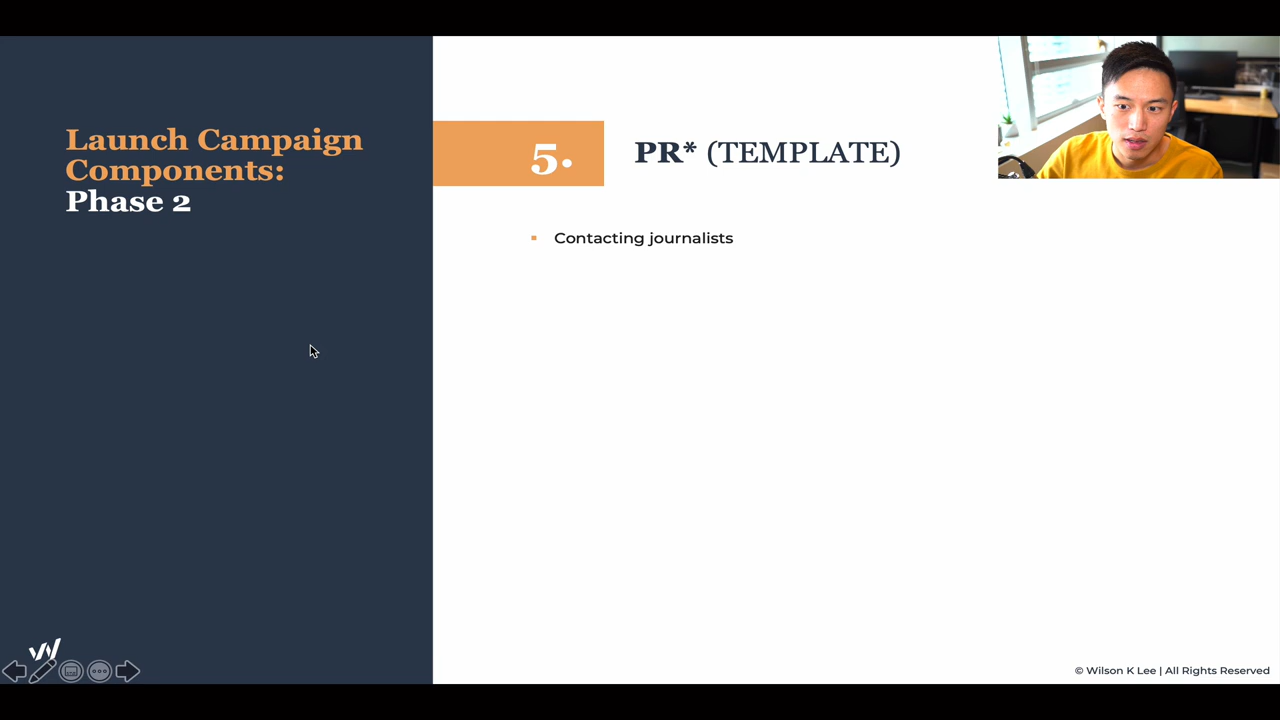 Launch Campaign
Components:
Phase 2
5.
PR* (TEMPLATE)
▪ Contacting journalists
© Wilson K Lee | All Rights Reserved